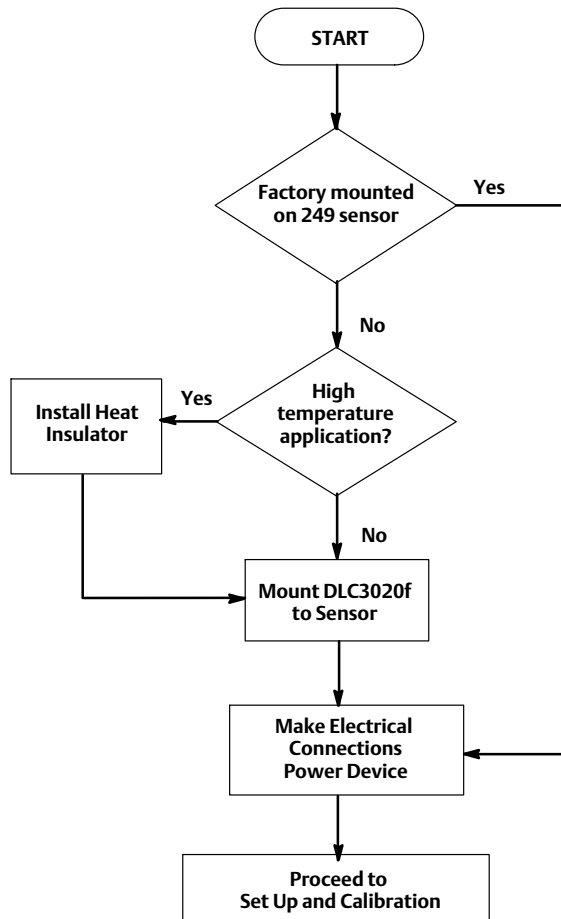 START
Factory mounted
on 249 sensor
Yes
No
High
temperature
application?
Yes
Install Heat
Insulator
No
Mount DLC3020f
to Sensor
Make Electrical
Connections
Power Device
Proceed to
Set Up and Calibration